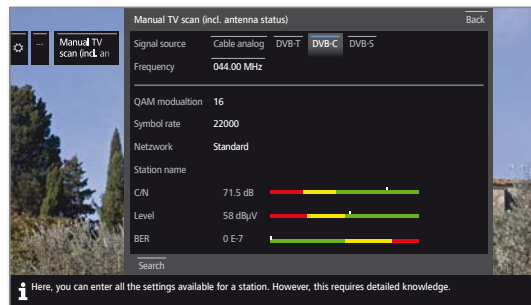 Manual TV scan (incl. antenna status) Back
... Manual TV
scan (incl. an
Signal source Cable analog DVB-T DVB-C DVB-S
Frequency 044.00 MHz
QAM modualtion 16
Symbol rate 22000
Netzwork Standard
Station name
C/N 71.5 dB
Level 58 dBµV
BER 0 E-7
Search
i Here, you can enter all the settings available for a station. However, this requires detailed knowledge.